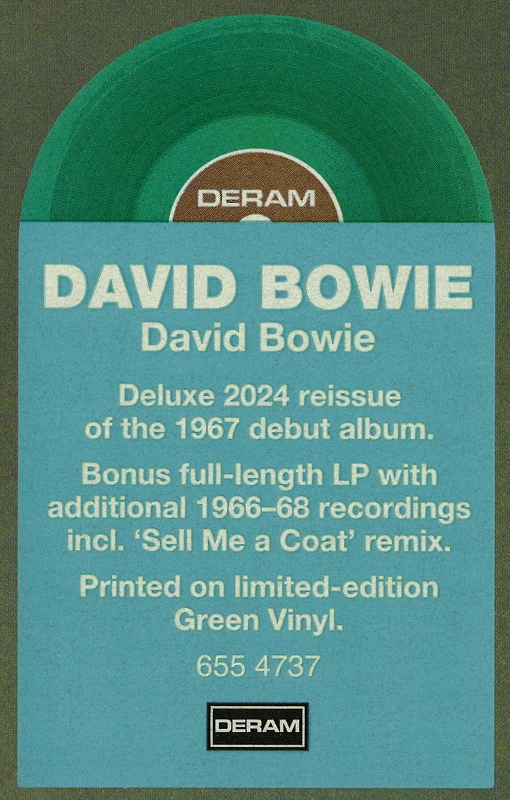 DERAM
DAVID BOWIE
David Bowie
Deluxe 2024 reissue
of the 1967 debut album.
Bonus full-length LP with
additional 1966–68 recordings
incl. ‘Sell Me a Coat’ remix.
Printed on limited-edition
Green Vinyl.
655 4737
DERAM